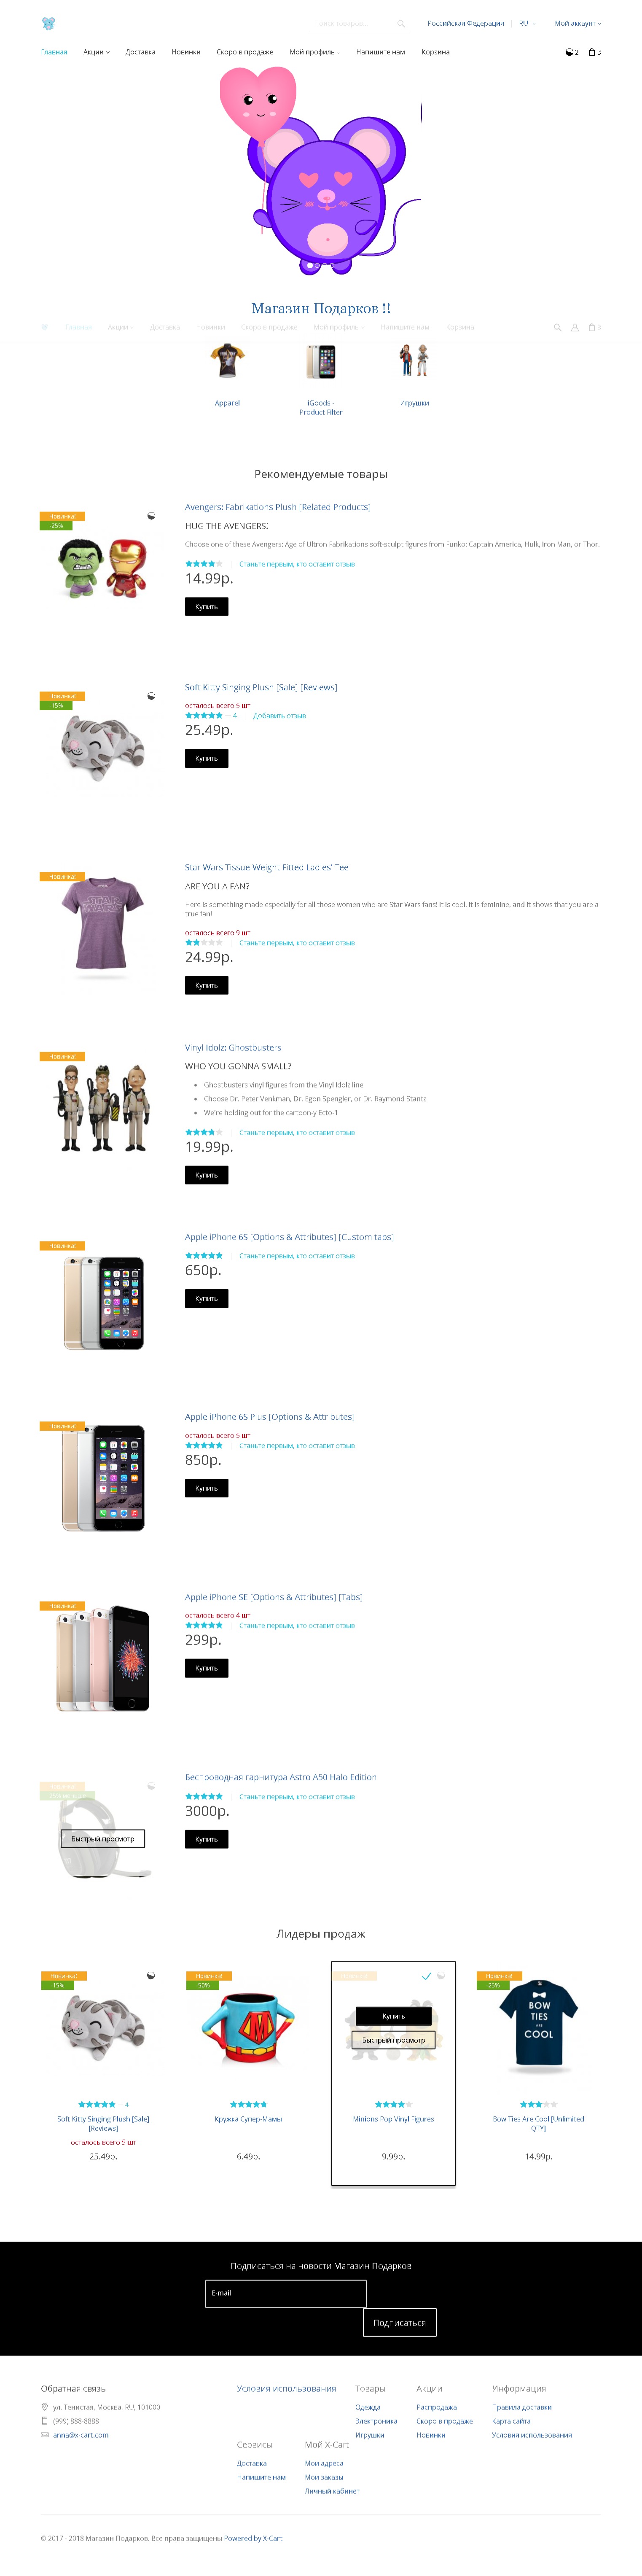 Поиск товаров...
Российская Федерация RU Мой аккаунт
Главная Акции Доставка Новинки Скоро в продаже Мой профиль Напишите нам Корзина 2 3
Магазин Подарков !!
Главная Акции Доставка Новинки Скоро в продаже Мой профиль Напишите нам Корзина 3
Apparel
iGoods -
Product Filter
Игрушки
Рекомендуемые товары
Новинка!
-25%
Avengers: Fabrikations Plush [Related Products]
HUG THE AVENGERS!
Choose one of these Avengers: Age of Ultron Fabrikations soft-sculpt figures from Funko: Captain America, Hulk, Iron Man, or Thor.
Станьте первым, кто оставит отзыв
14.99р.
Купить
Новинка!
-15%
Soft Kitty Singing Plush [Sale] [Reviews]
осталось всего 5 шт
4 Добавить отзыв
25.49р.
Купить
Новинка!
Star Wars Tissue-Weight Fitted Ladies' Tee
ARE YOU A FAN?
Here is something made especially for all those women who are Star Wars fans! It is cool, it is feminine, and it shows that you are a
true fan!
осталось всего 9 шт
Станьте первым, кто оставит отзыв
24.99р.
Купить
STAR
WARS
Новинка!
Vinyl Idolz: Ghostbusters
WHO YOU GONNA SMALL?
Ghostbusters vinyl figures from the Vinyl Idolz line
Choose Dr. Peter Venkman, Dr. Egon Spengler, or Dr. Raymond Stantz
We're holding out for the cartoon-y Ecto-1
Станьте первым, кто оставит отзыв
19.99р.
Купить
Новинка!
Apple iPhone 6S [Options & Attributes] [Custom tabs]
Станьте первым, кто оставит отзыв
650р.
Купить
Новинка!
Apple iPhone 6S Plus [Options & Attributes]
осталось всего 5 шт
Станьте первым, кто оставит отзыв
850р.
Купить
Новинка!
Apple iPhone SE [Options & Attributes] [Tabs]
осталось всего 4 шт
Станьте первым, кто оставит отзыв
299р.
Купить
Новинка!
Быстрый просмотр
Беспроводная гарнитура Astro A50 Halo Edition
Станьте первым, кто оставит отзыв
3000р.
Купить
Лидеры продаж
Новинка!
-15%
4
Soft Kitty Singing Plush [Sale]
[Reviews]
осталось всего 5 шт
25.49р.
Новинка!
-50%
M
Кружка Супер-Мамы
6.49р.
Купить
Быстрый просмотр
Minions Pop Vinyl Figures
9.99р.
Новинка!
-25%
BOW
TIES
ARE
COOL
Bow Ties Are Cool [Unlimited
QTY]
14.99р.
Подписаться на новости Магазин Подарков
E-mail
Подписаться
Обратная связь
ул. Тенистая, Москва, RU, 101000
(999) 888-8888
anna@x-cart.com
Условия использования
Товары
Одежда
Электроника
Игрушки
Акции
Распродажа
Скоро в продаже
Новинки
Информация
Правила доставки
Карта сайта
Условия использования
Сервисы
Доставка
Напишите нам
Мой X-Cart
Мои адреса
Мои заказы
Личный кабинет
© 2017 - 2018 Магазин Подарков. Все права защищены Powered by X-Cart